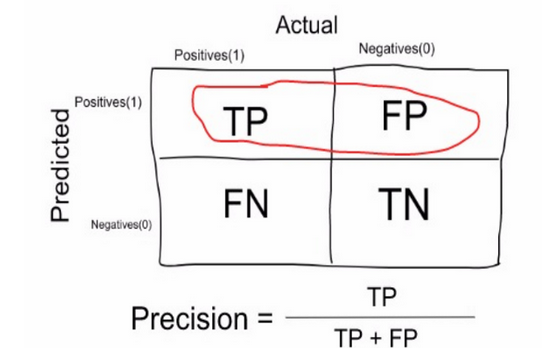 Actual
Positives(1) Negatives(0)
Predicted
Positives(1) TP FP
Negatives(0) FN TN
Precision = TP
TP + FP